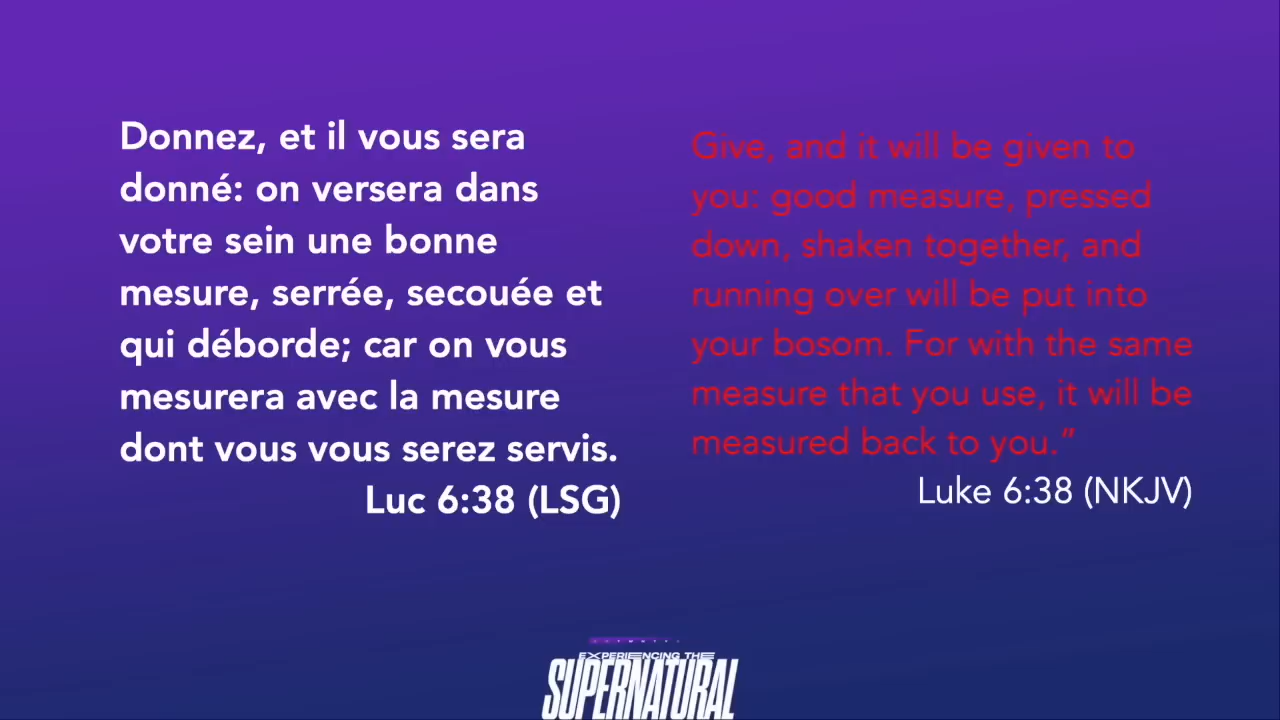 Donnez, et il vous sera
donné: on versera dans
votre sein une bonne
mesure, serrée, secouée et
qui déborde; car on vous
mesurera avec la mesure
dont vous vous serez servis.
Luc 6:38 (LSG)
Give, and it will be given to
you: good measure, pressed
down, shaken together, and
running over will be put into
your bosom. For with the same
measure that you use, it will be
measured back to you.”
Luke 6:38 (NKJV)
EXPERIENCING THE
SUPERNATURAL